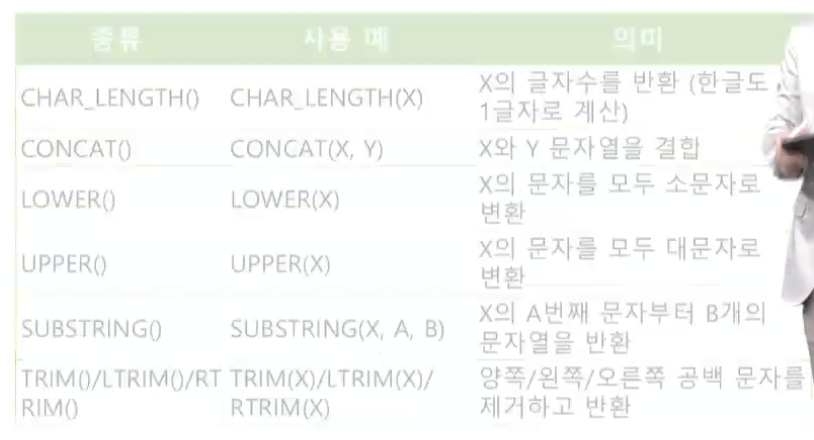 종류 사용 예 의미
CHAR_LENGTH() CHAR_LENGTH(X) X의 글자수를 반환 (한글도
1글자로 계산)
CONCAT() CONCAT(X, Y) X와 Y 문자열을 결합
LOWER() LOWER(X) X의 문자를 모두 소문자로
변환
UPPER() UPPER(X) X의 문자를 모두 대문자로
변환
SUBSTRING() SUBSTRING(X, A, B) X의 A번째 문자부터 B개의
문자열을 반환
TRIM()/LTRIM()/RT TRIM(X)/LTRIM(X)/ 양쪽/왼쪽/오른쪽 공백 문자를
RIM() RTRIM(X) 제거하고 반환